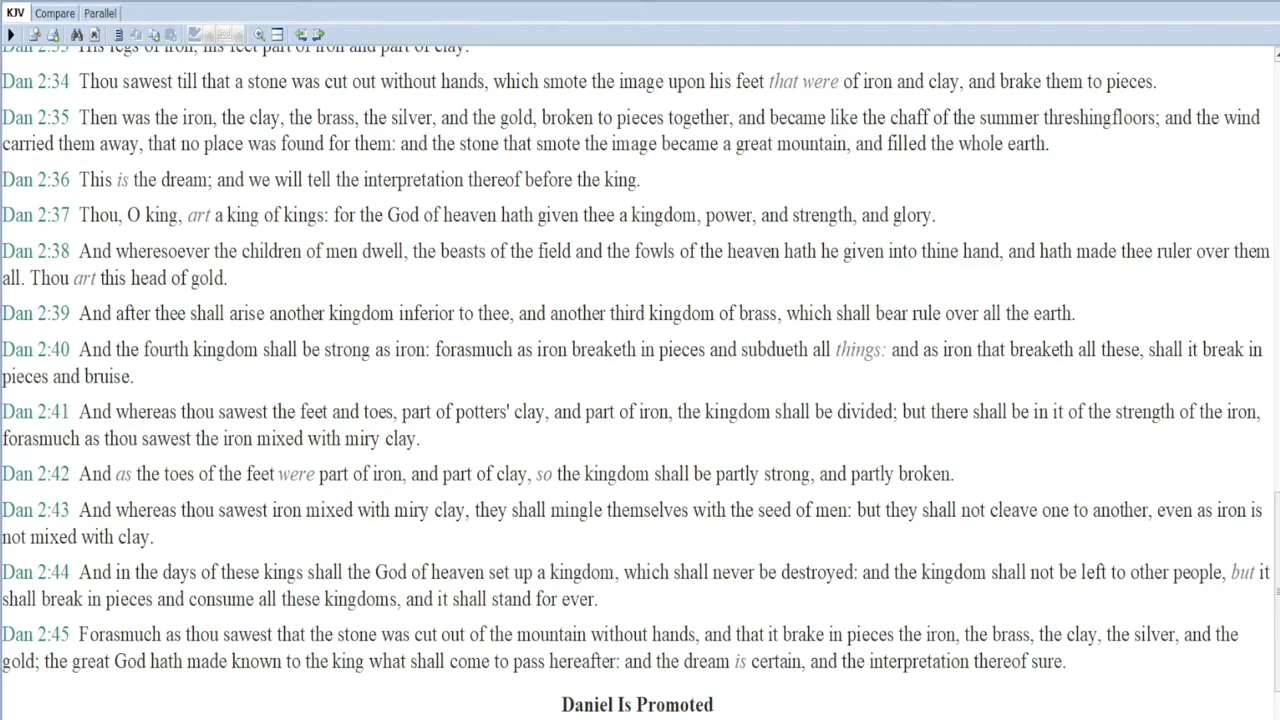 KJV Compare Parallel
Dan 2:33 His legs of iron, his feet part of iron and part of clay.
Dan 2:34 Thou sawest till that a stone was cut out without hands, which smote the image upon his feet that were of iron and clay, and brake them to pieces.
Dan 2:35 Then was the iron, the clay, the brass, the silver, and the gold, broken to pieces together, and became like the chaff of the summer threshingfloors; and the wind
carried them away, that no place was found for them: and the stone that smote the image became a great mountain, and filled the whole earth.
Dan 2:36 This is the dream; and we will tell the interpretation thereof before the king.
Dan 2:37 Thou, O king, art a king of kings: for the God of heaven hath given thee a kingdom, power, and strength, and glory.
Dan 2:38 And wheresoever the children of men dwell, the beasts of the field and the fowls of the heaven hath he given into thine hand, and hath made thee ruler over them
all. Thou art this head of gold.
Dan 2:39 And after thee shall arise another kingdom inferior to thee, and another third kingdom of brass, which shall bear rule over all the earth.
Dan 2:40 And the fourth kingdom shall be strong as iron: forasmuch as iron breaketh in pieces and subdueth all things: and as iron that breaketh all these, shall it break in
pieces and bruise.
Dan 2:41 And whereas thou sawest the feet and toes, part of potters' clay, and part of iron, the kingdom shall be divided; but there shall be in it of the strength of the iron,
forasmuch as thou sawest the iron mixed with miry clay.
Dan 2:42 And as the toes of the feet were part of iron, and part of clay, so the kingdom shall be partly strong, and partly broken.
Dan 2:43 And whereas thou sawest iron mixed with miry clay, they shall mingle themselves with the seed of men: but they shall not cleave one to another, even as iron is
not mixed with clay.
Dan 2:44 And in the days of these kings shall the God of heaven set up a kingdom, which shall never be destroyed: and the kingdom shall not be left to other people, but it
shall break in pieces and consume all these kingdoms, and it shall stand for ever.
Dan 2:45 Forasmuch as thou sawest that the stone was cut out of the mountain without hands, and that it brake in pieces the iron, the brass, the clay, the silver, and the
gold; the great God hath made known to the king what shall come to pass hereafter: and the dream is certain, and the interpretation thereof sure.
Daniel Is Promoted